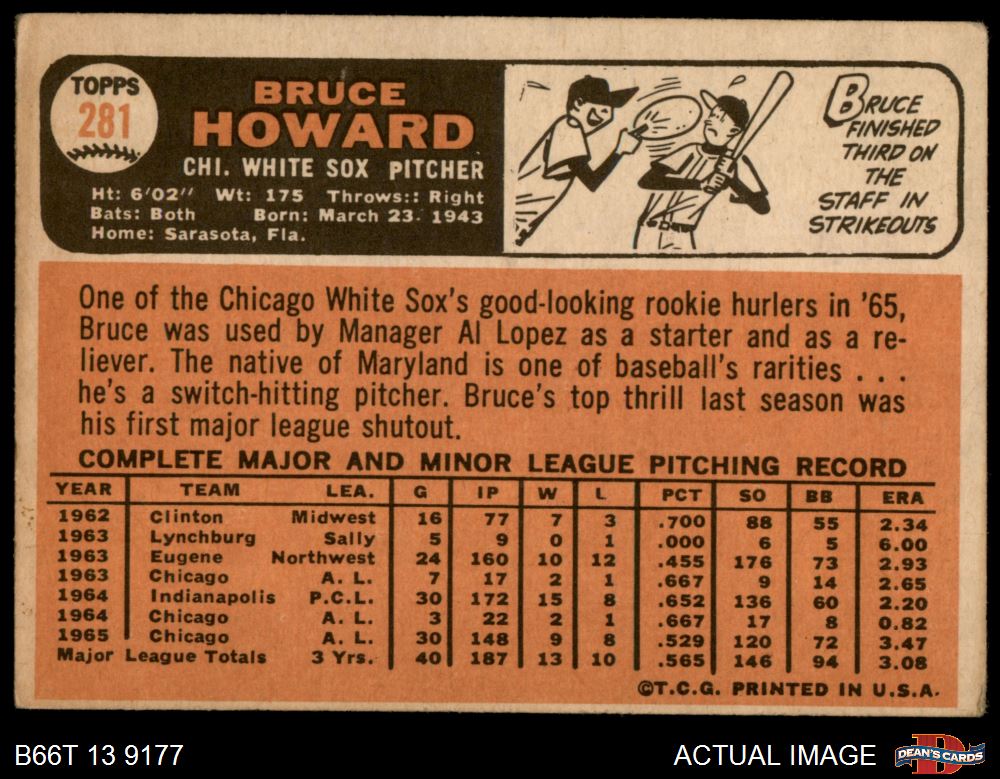 TOPPS
281
BRUCE
HOWARD
CHI. WHITE SOX PITCHER
Ht: 6'02" Wt: 175 Throws:: Right
Bats: Both Born: March 23. 1943
Home: Sarasota, Fla.
BRUCE
FINISHED
THIRD ON
THE
STAFF IN
STRIKEOUTS
One of the Chicago White Sox's good-looking rookie hurlers in '65,
Bruce was used by Manager Al Lopez as a starter and as a re-
liever. The native of Maryland is one of baseball's rarities . . .
he's a switch-hitting pitcher. Bruce's top thrill last season was
his first major league shutout.
COMPLETE MAJOR AND MINOR LEAGUE PITCHING RECORD
YEAR TEAM LEA. G IP W L PCT SO BB ERA
1962 Clinton Midwest 16 77 7 3 .700 88 55 2.34
1963 Lynchburg Sally 5 9 0 1 .000 6 5 6.00
1963 Eugene Northwest 24 160 10 12 .455 176 73 2.93
1963 Chicago A. L. 7 17 2 1 .667 9 14 2.65
1964 Indianapolis P.C.L. 30 172 15 8 .652 136 60 2.20
1964 Chicago A. L. 3 22 2 1 .667 17 8 0.82
1965 Chicago A. L. 30 148 9 8 .529 120 72 3.47
Major League Totals 3 Yrs. 40 187 13 10 .565 146 94 3.08
©T.C.G. PRINTED IN U.S.A.
B66T 13 9177
ACTUAL IMAGE
DEAN'S CARDS